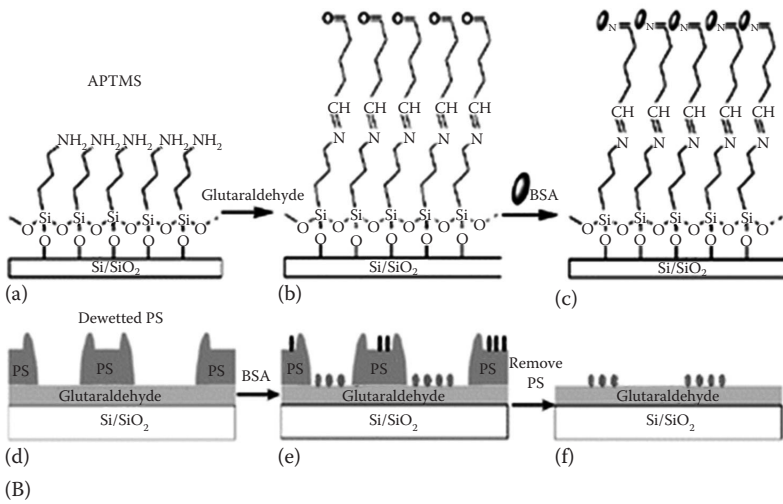 APTMS
NH2 NH2 NH2 NH2 NH2
Si Si Si Si Si
O O O O O O
O O O O O
Si/SiO2
(a)
Glutaraldehyde
O O O O O
CH CH CH CH CH
N N N N N
Si Si Si Si Si
O O O O O O
O O O O O
Si/SiO2
(b)
BSA
N N N N N
CH CH CH CH CH
N N N N N
Si Si Si Si Si
O O O O O O
O O O O O
Si/SiO2
(c)
Dewetted PS
PS PS PS
Glutaraldehyde
Si/SiO2
(d)
BSA
PS PS PS
Glutaraldehyde
Si/SiO2
(e)
Remove
PS
Glutaraldehyde
Si/SiO2
(f)
(B)